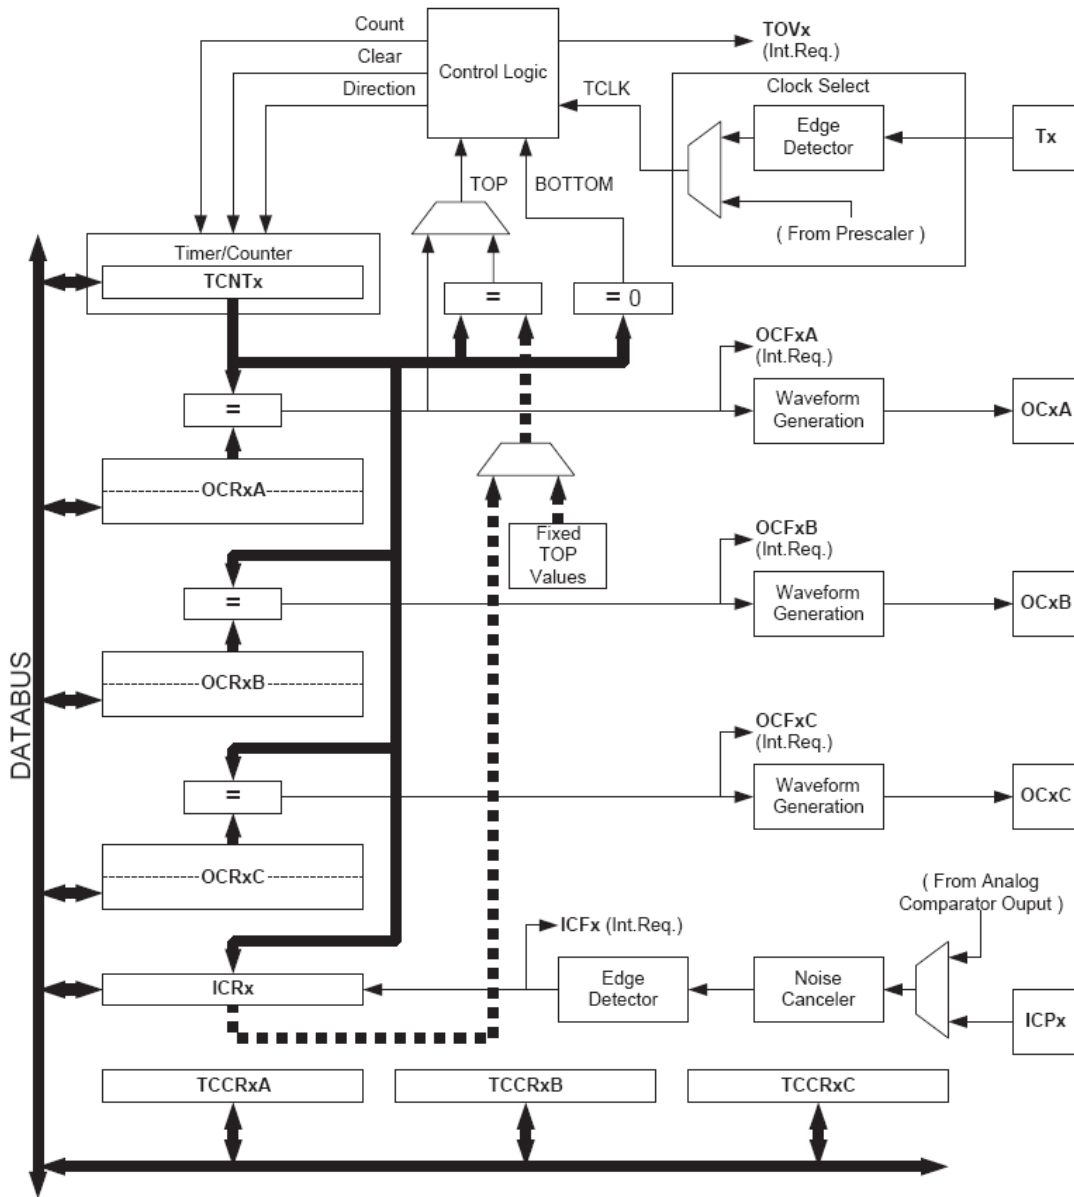 Count
Clear
Direction
Control Logic
TOVx
(Int.Req.)
TCLK
Clock Select
Edge
Detector
Tx
TOP
BOTTOM
( From Prescaler )
Timer/Counter
TCNTx
=
= 0
OCFxA
(Int.Req.)
=
Waveform
Generation
OCxA
OCRxA
Fixed
TOP
Values
OCFxB
(Int.Req.)
=
Waveform
Generation
OCxB
OCRxB
DATABUS
OCFxC
(Int.Req.)
=
Waveform
Generation
OCxC
OCRxC
( From Analog
Comparator Ouput )
ICFx (Int.Req.)
ICRx
Edge
Detector
Noise
Canceler
ICPx
TCCRxA
TCCRxB
TCCRxC